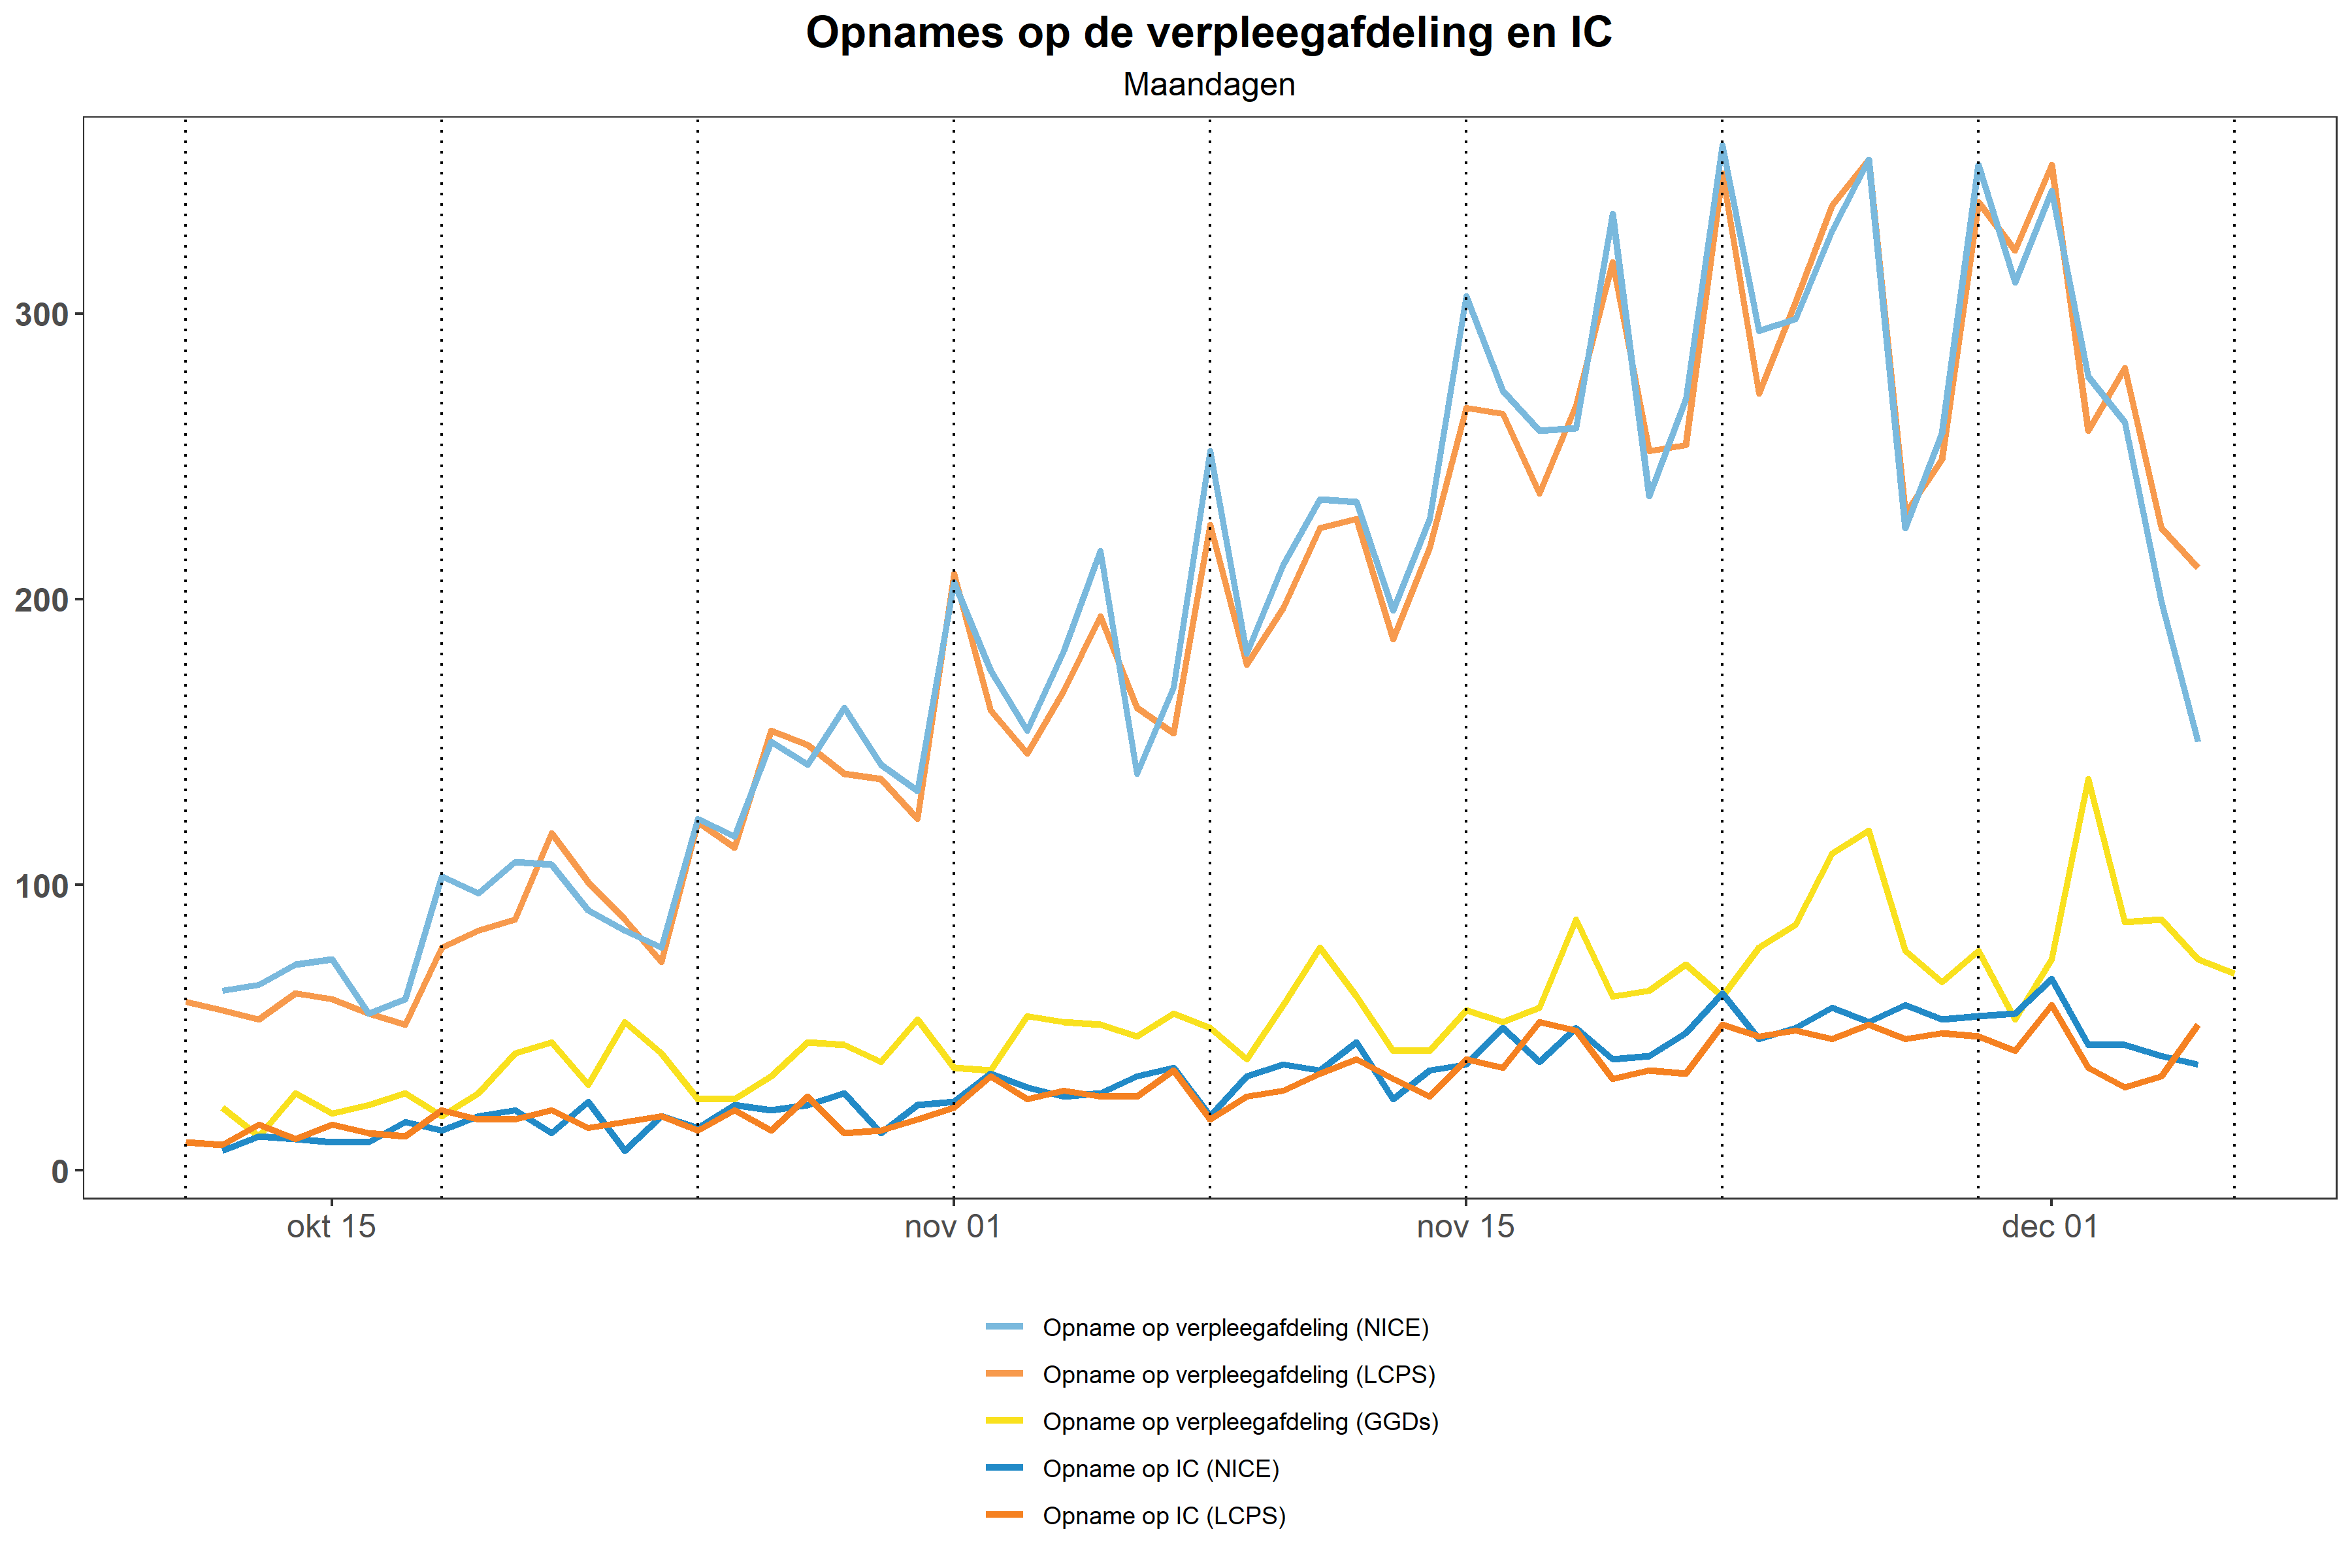 Opnames op de verpleegafdeling en IC
Maandagen
300
200
100
0
okt 15
nov 01
nov 15
dec 01
Opname op verpleegafdeling (NICE)
Opname op verpleegafdeling (LCPS)
Opname op verpleegafdeling (GGDs)
Opname op IC (NICE)
Opname op IC (LCPS)